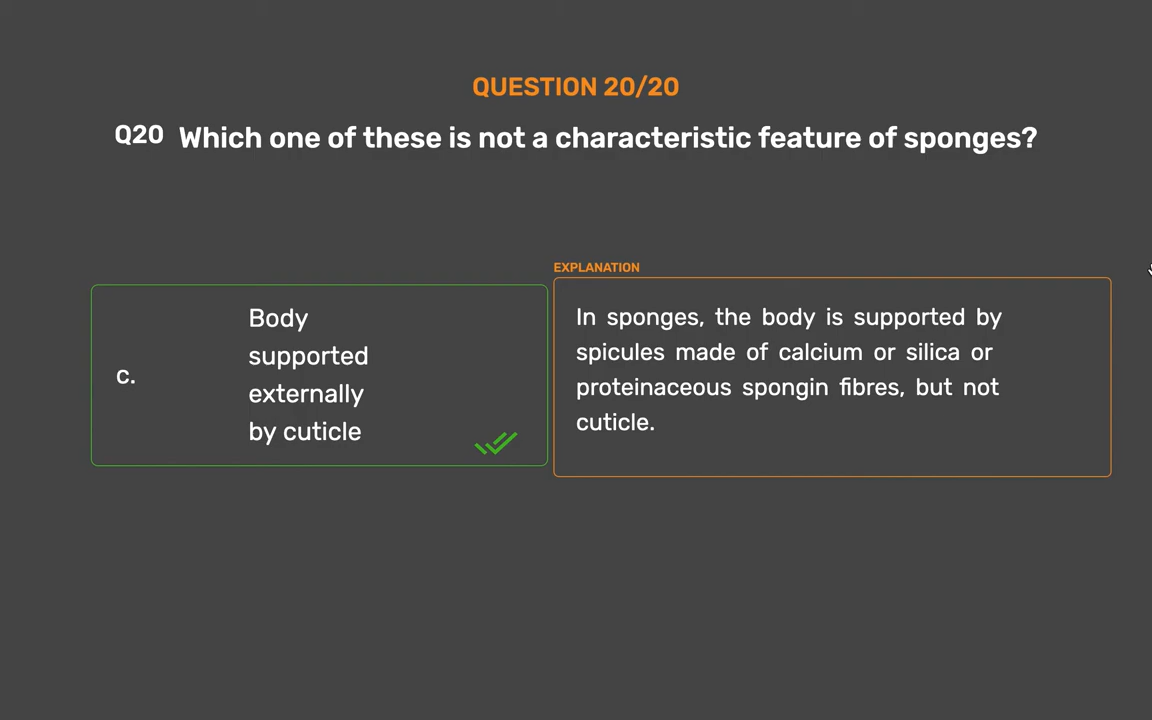 QUESTION 20/20
Q20 Which one of these is not a characteristic feature of sponges?
EXPLANATION
c.
Body
supported
externally
by cuticle
In sponges, the body is supported by
spicules made of calcium or silica or
proteinaceous spongin fibres, but not
cuticle.